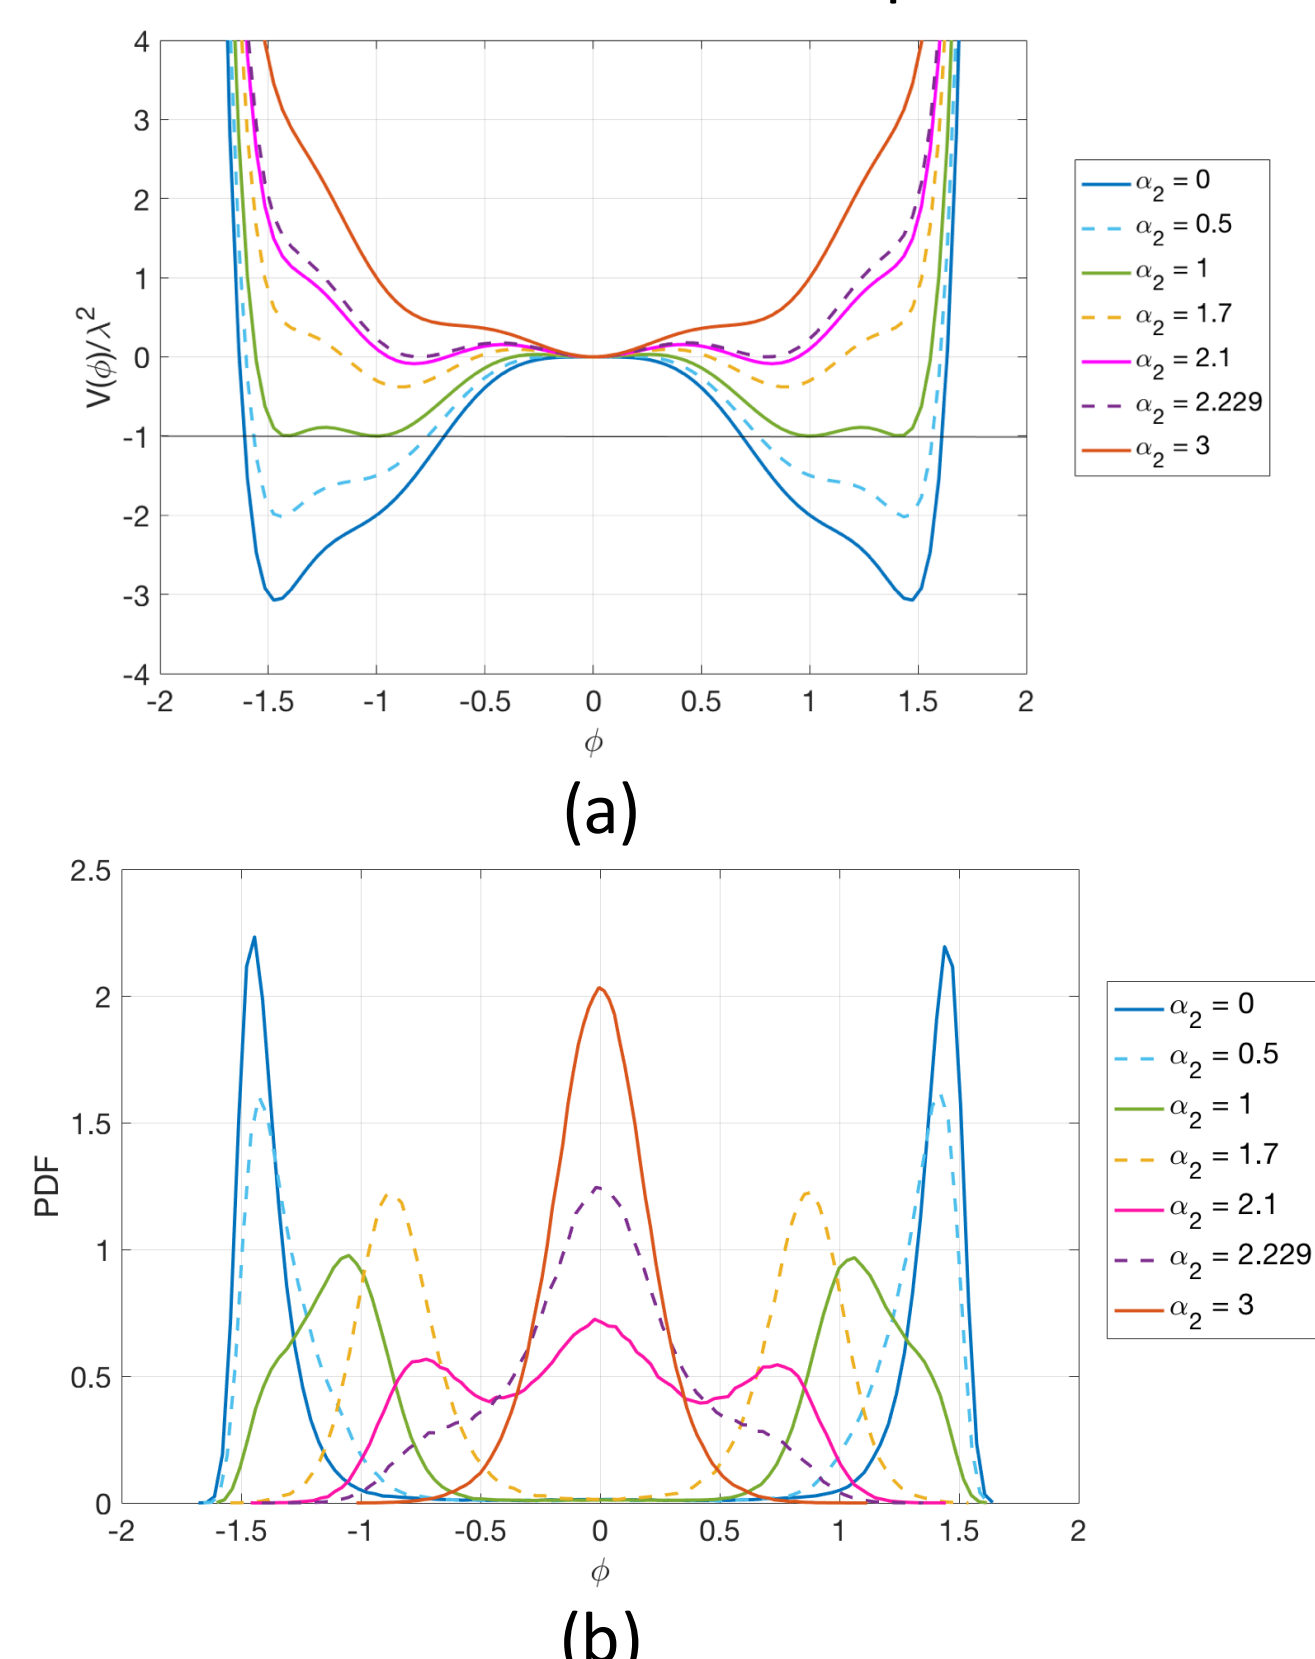 4
3
2
1
0
-1
-2
-3
-4
V(ϕ)/λ²
-2 -1.5 -1 -0.5 0 0.5 1 1.5 2
ϕ
α₂ = 0
α₂ = 0.5
α₂ = 1
α₂ = 1.7
α₂ = 2.1
α₂ = 2.229
α₂ = 3
(a)
2.5
2
1.5
1
0.5
0
PDF
-2 -1.5 -1 -0.5 0 0.5 1 1.5 2
ϕ
α₂ = 0
α₂ = 0.5
α₂ = 1
α₂ = 1.7
α₂ = 2.1
α₂ = 2.229
α₂ = 3
(b)